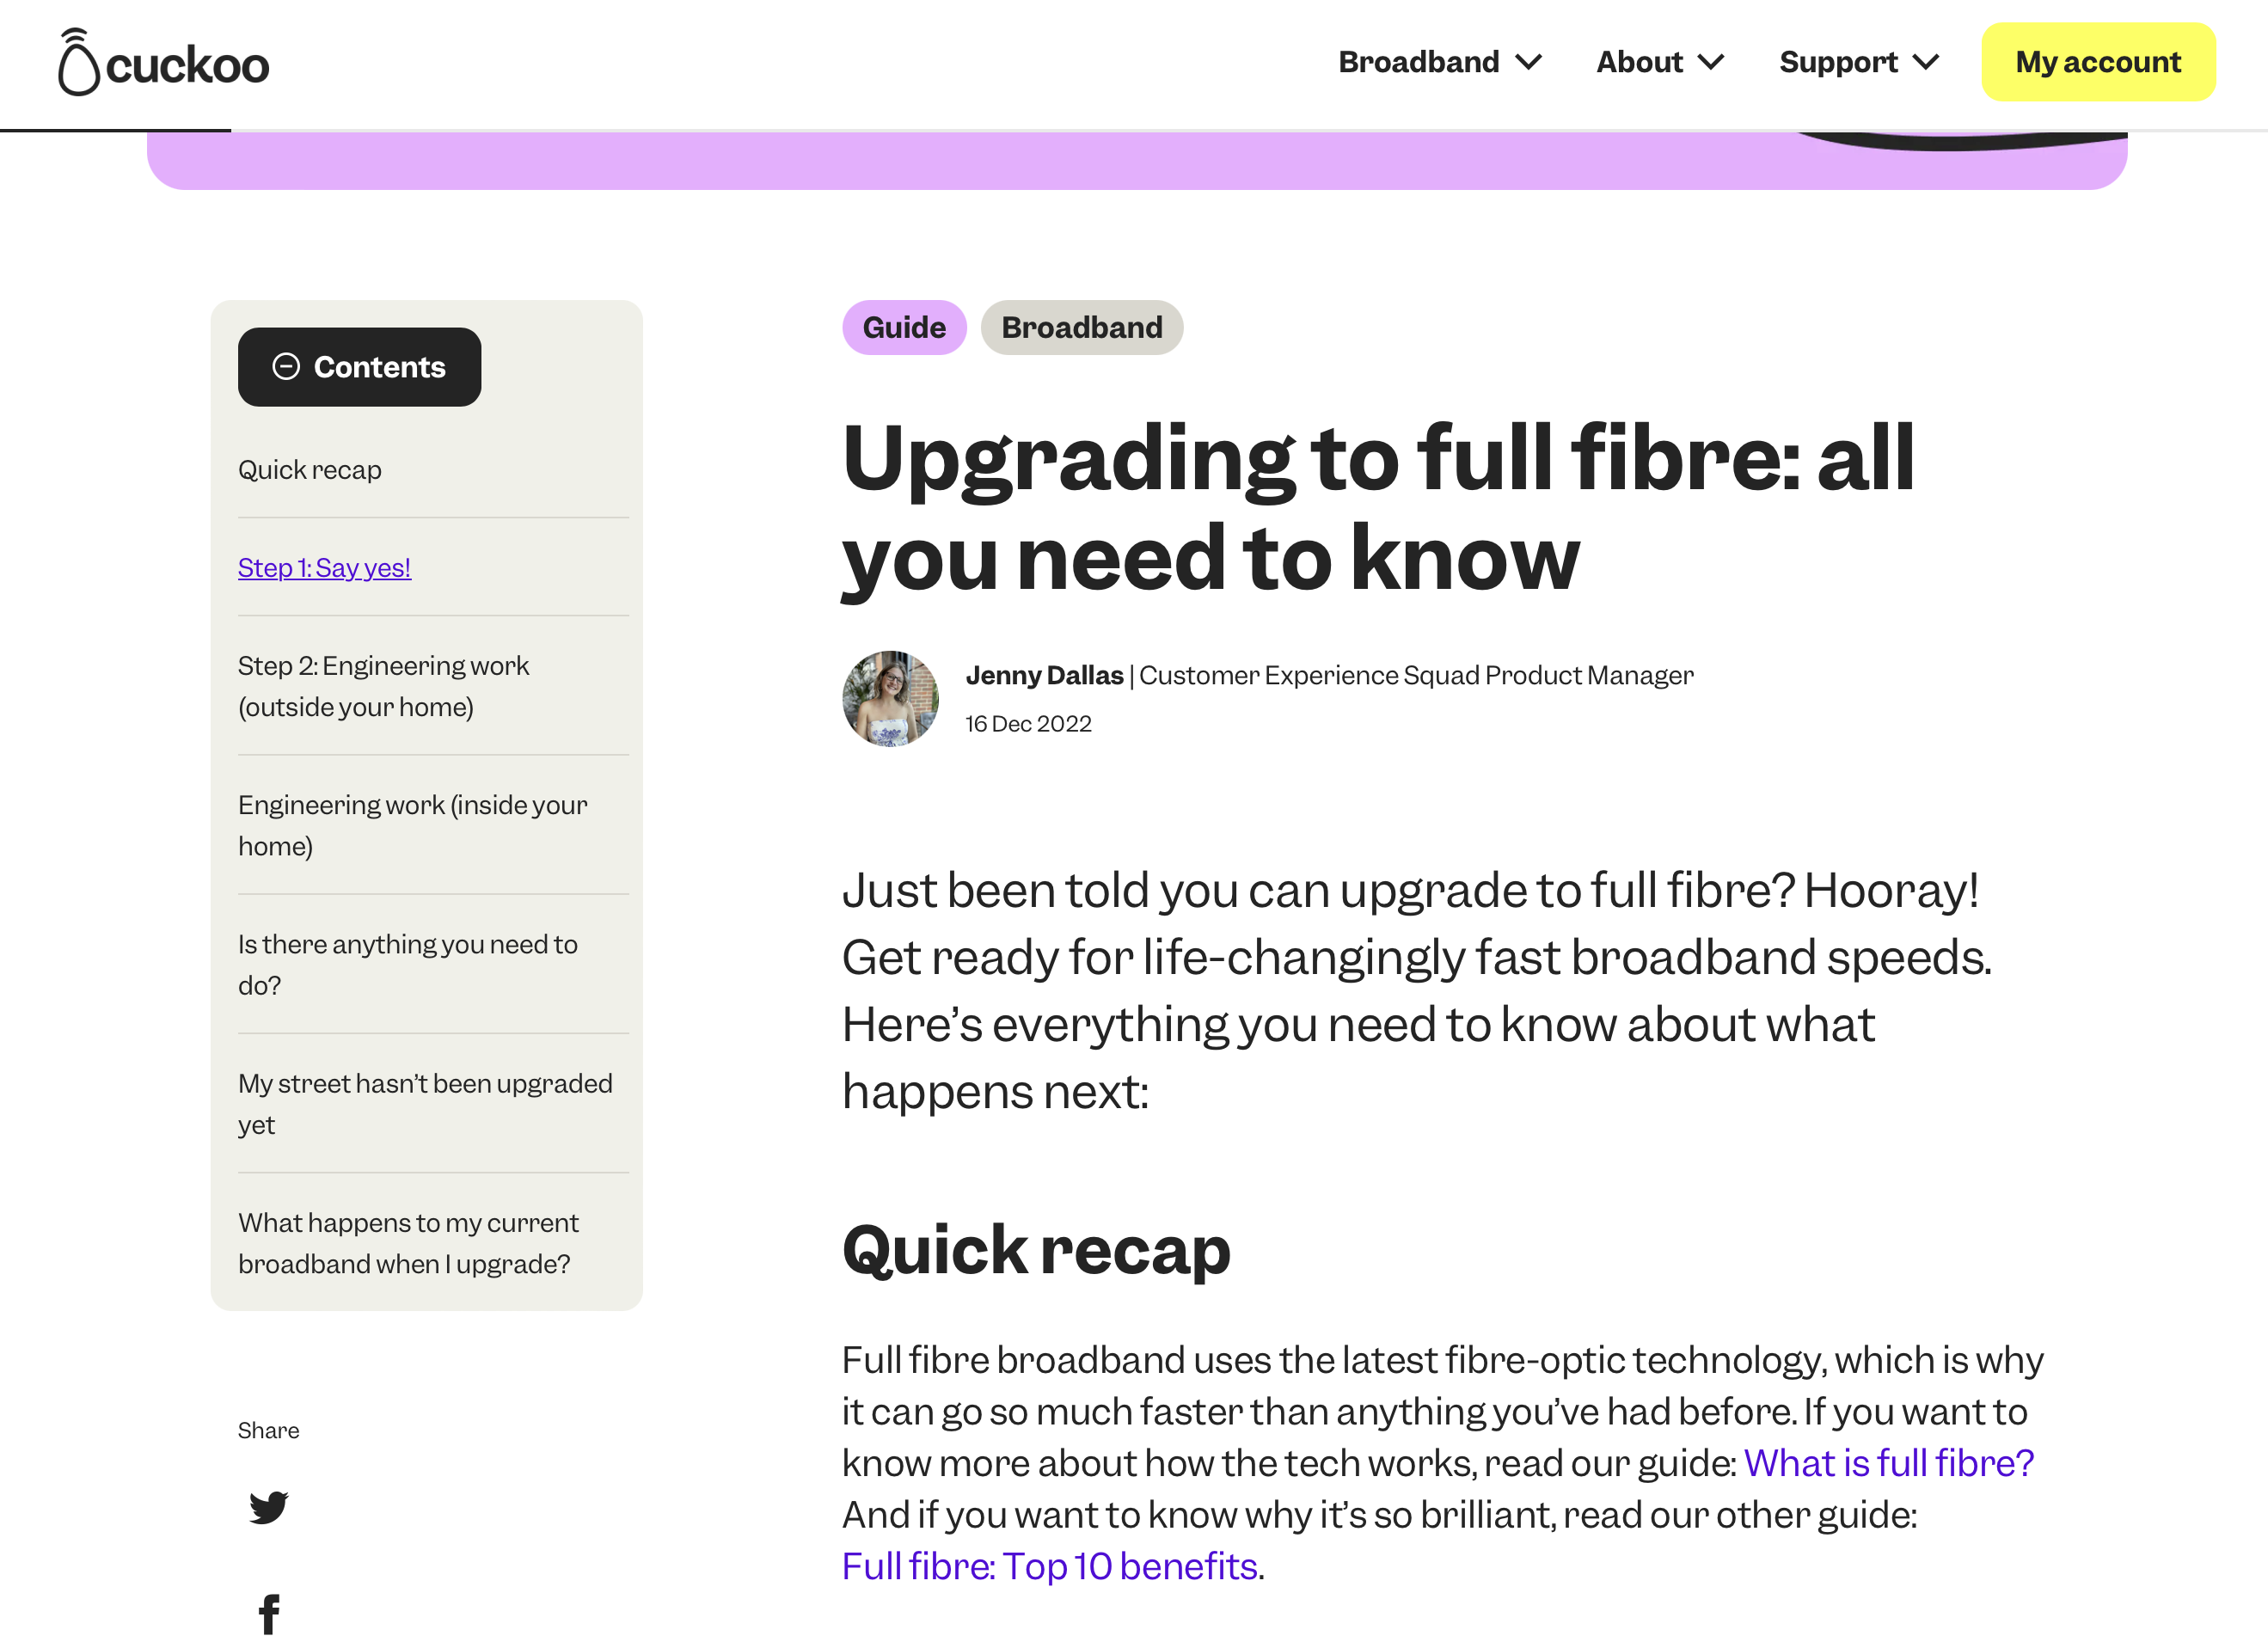 cuckoo
Broadband
About
Support
My account
Contents
Quick recap
Step 1: Say yes!
Step 2: Engineering work
(outside your home)
Engineering work (inside your
home)
Is there anything you need to
do?
My street hasn’t been upgraded
yet
What happens to my current
broadband when I upgrade?
Share
Guide
Broadband
Upgrading to full fibre: all
you need to know
Jenny Dallas | Customer Experience Squad Product Manager
16 Dec 2022
Just been told you can upgrade to full fibre? Hooray!
Get ready for life-changingly fast broadband speeds.
Here’s everything you need to know about what
happens next:
Quick recap
Full fibre broadband uses the latest fibre-optic technology, which is why
it can go so much faster than anything you’ve had before. If you want to
know more about how the tech works, read our guide: What is full fibre?
And if you want to know why it’s so brilliant, read our other guide:
Full fibre: Top 10 benefits.